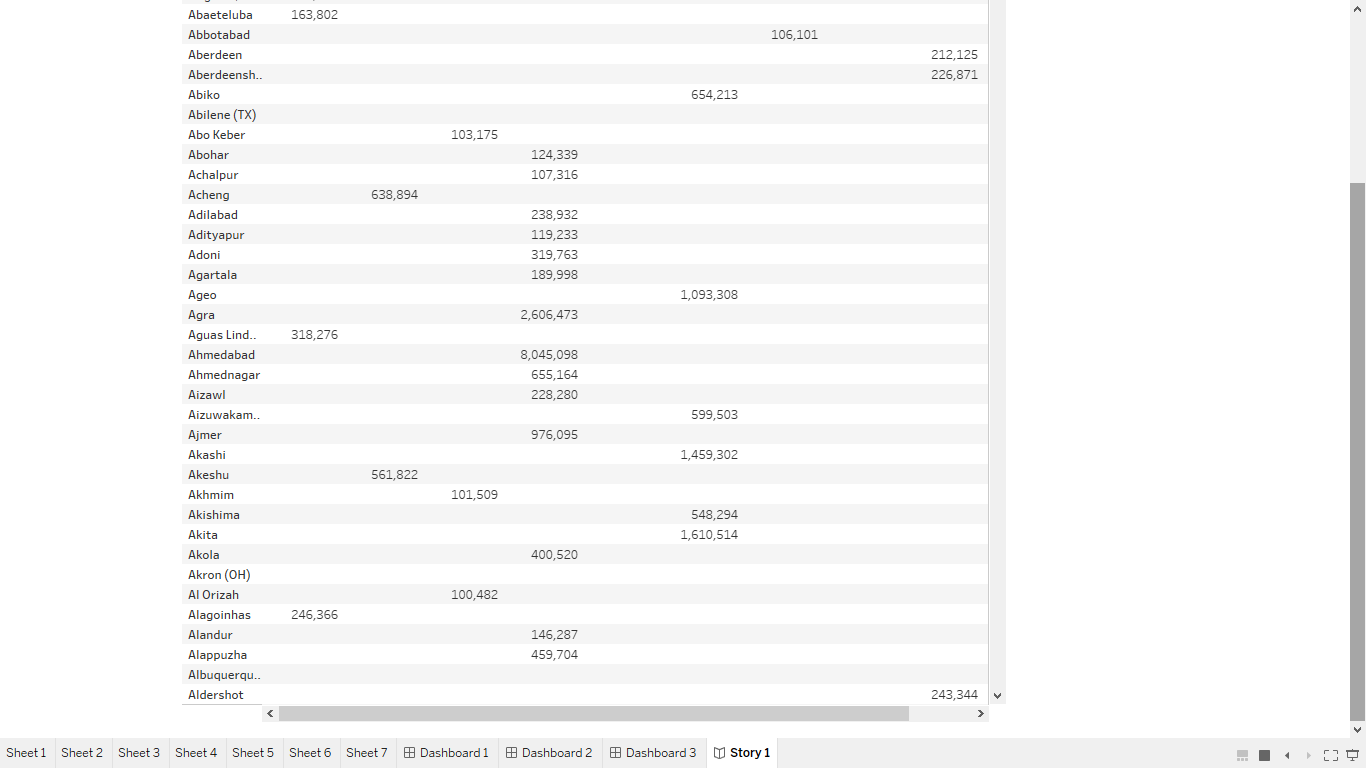 Abaeteluba 163,802
Abbotabad 106,101
Aberdeen 212,125
Aberdeensh.. 226,871
Abiko 654,213
Abilene (TX)
Abo Keber 103,175
Abohar 124,339
Achalpur 107,316
Acheng 638,894
Adilabad 238,932
Adityapur 119,233
Adoni 319,763
Agartala 189,998
Ageo 1,093,308
Agra 2,606,473
Aguas Lind.. 318,276
Ahmedabad 8,045,098
Ahmednagar 655,164
Aizawl 228,280
Aizuwakam.. 599,503
Ajmer 976,095
Akashi 1,459,302
Akeshu 561,822
Akhmim 101,509
Akishima 548,294
Akita 1,610,514
Akola 400,520
Akron (OH)
Al Orizah 100,482
Alagoinhas 246,366
Alandur 146,287
Alappuzha 459,704
Albuquerqu..
Aldershot 243,344
Sheet 1 Sheet 2 Sheet 3 Sheet 4 Sheet 5 Sheet 6 Sheet 7 Dashboard 1 Dashboard 2 Dashboard 3 Story 1